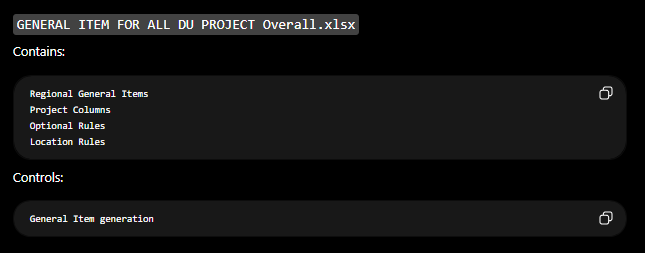 GENERAL ITEM FOR ALL DU PROJECT Overall.xlsx
Contains:
Regional General Items
Project Columns
Optional Rules
Location Rules
Controls:
General Item generation